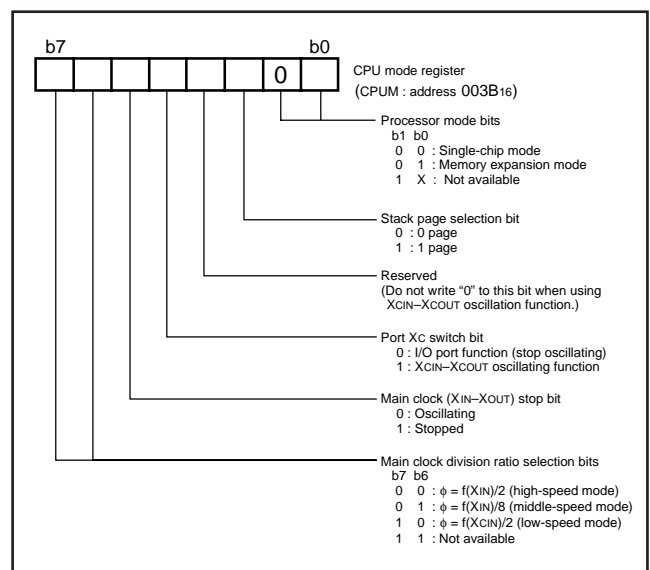 b7 b0
0
CPU mode register
(CPUM : address 003B16)
Processor mode bits
b1 b0
0 0 : Single-chip mode
0 1 : Memory expansion mode
1 X : Not available
Stack page selection bit
0 : 0 page
1 : 1 page
Reserved
(Do not write “0” to this bit when using
XCIN–XCOUT oscillation function.)
Port XC switch bit
0 : I/O port function (stop oscillating)
1 : XCIN–XCOUT oscillating function
Main clock (XIN–XOUT) stop bit
0 : Oscillating
1 : Stopped
Main clock division ratio selection bits
b7 b6
0 0 : ϕ = f(XIN)/2 (high-speed mode)
0 1 : ϕ = f(XIN)/8 (middle-speed mode)
1 0 : ϕ = f(XCIN)/2 (low-speed mode)
1 1 : Not available